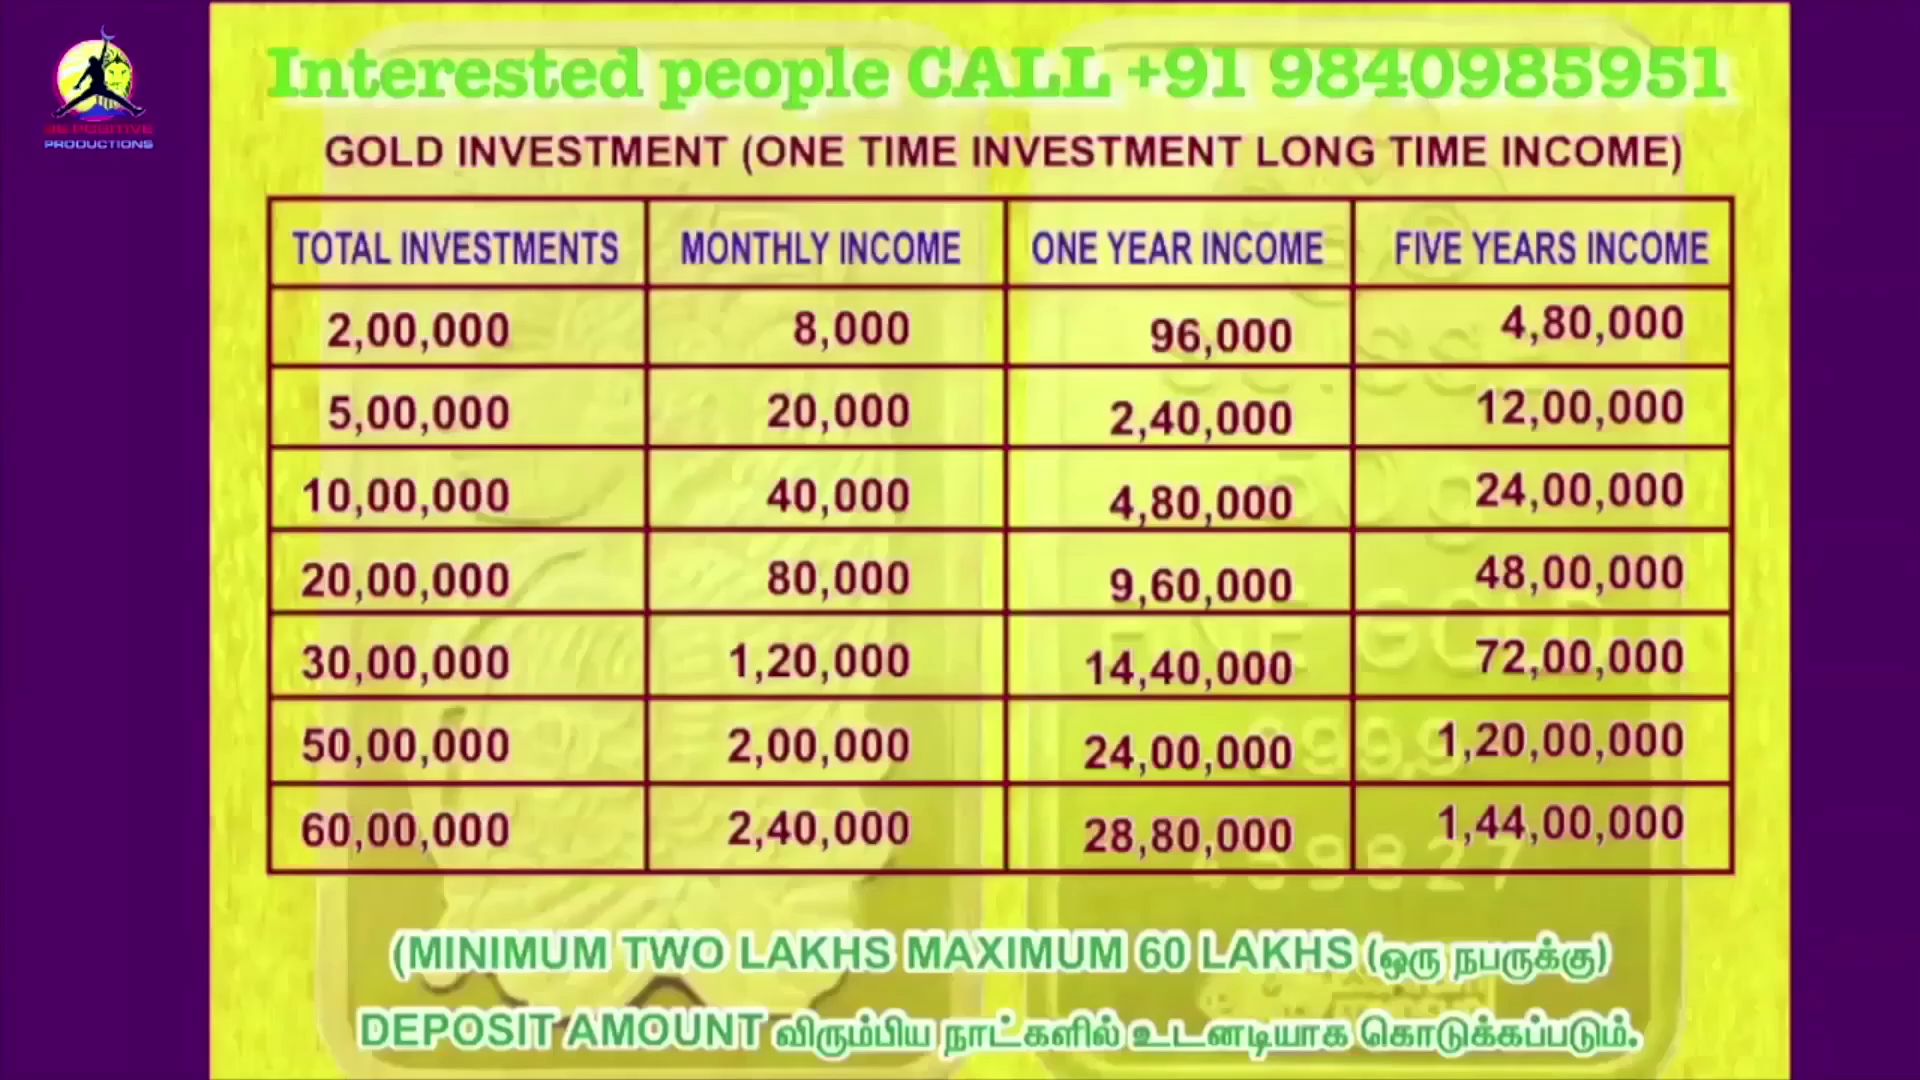 BE POSITIVE
PRODUCTIONS
Interested people CALL +91 9840985951
GOLD INVESTMENT (ONE TIME INVESTMENT LONG TIME INCOME)
TOTAL INVESTMENTS MONTHLY INCOME ONE YEAR INCOME FIVE YEARS INCOME
2,00,000 8,000 96,000 4,80,000
5,00,000 20,000 2,40,000 12,00,000
10,00,000 40,000 4,80,000 24,00,000
20,00,000 80,000 9,60,000 48,00,000
30,00,000 1,20,000 14,40,000 72,00,000
50,00,000 2,00,000 24,00,000 1,20,00,000
60,00,000 2,40,000 28,80,000 1,44,00,000
(MINIMUM TWO LAKHS MAXIMUM 60 LAKHS (ஒரு நபருக்கு)
DEPOSIT AMOUNT விரும்பிய நாட்களில் உடனடியாக கொடுக்கப்படும்.